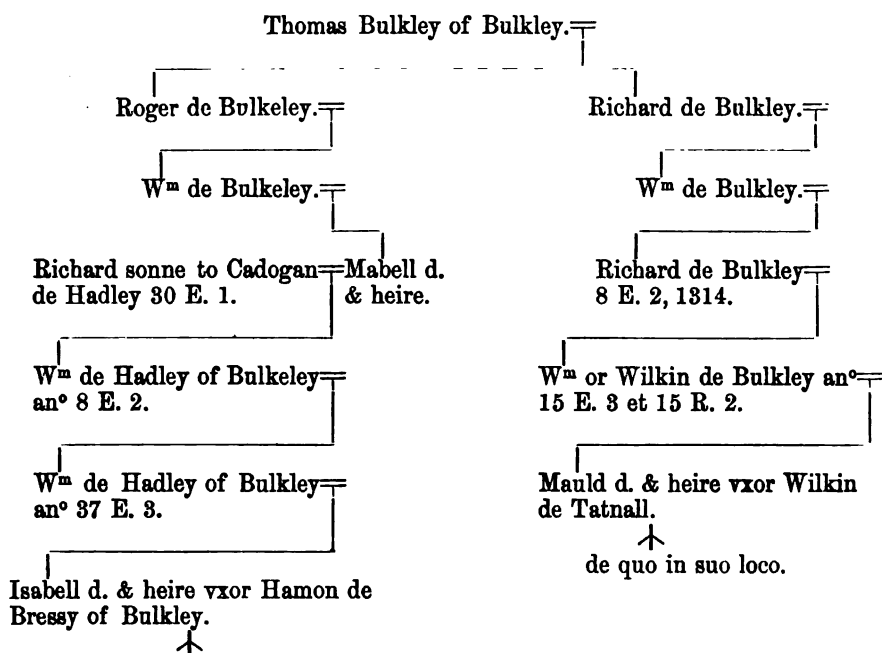 Thomas Bulkley of Bulkley.
Roger de Bulkeley. Richard de Bulkley.
Wᵐ de Bulkeley. Wᵐ de Bulkley.
Richard sonne to Cadogan Mabell d. Richard de Bulkley
de Hadley 30 E. 1. & heire. 8 E. 2, 1314.
Wᵐ de Hadley of Bulkeley Wᵐ or Wilkin de Bulkley anᵒ
anᵒ 8 E. 2. 15 E. 3 et 15 R. 2.
Wᵐ de Hadley of Bulkley Mauld d. & heire vxor Wilkin
anᵒ 37 E. 3. de Tatnall.
de quo in suo loco.
Isabell d. & heire vxor Hamon de
Bressy of Bulkley.